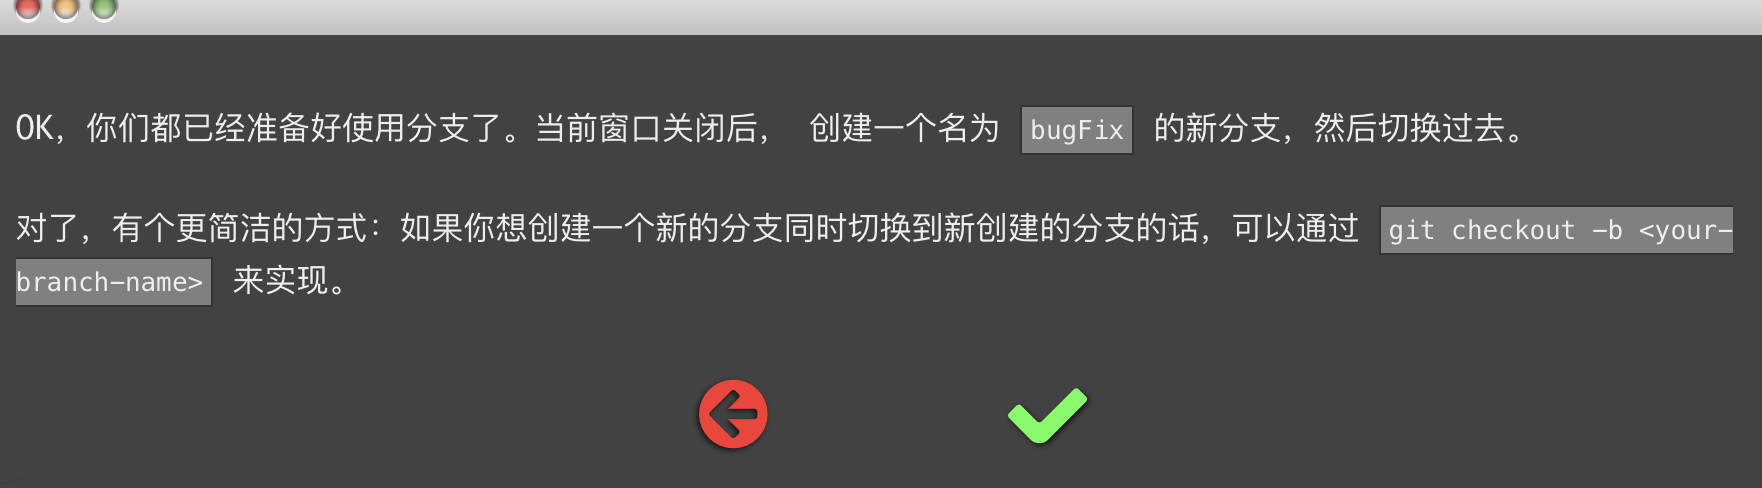 OK，你们都已经准备好使用分支了。当前窗口关闭后， 创建一个名为 bugFix 的新分支，然后切换过去。
对了，有个更简洁的方式：如果你想创建一个新的分支同时切换到新创建的分支的话，可以通过 git checkout -b <your-
branch-name> 来实现。